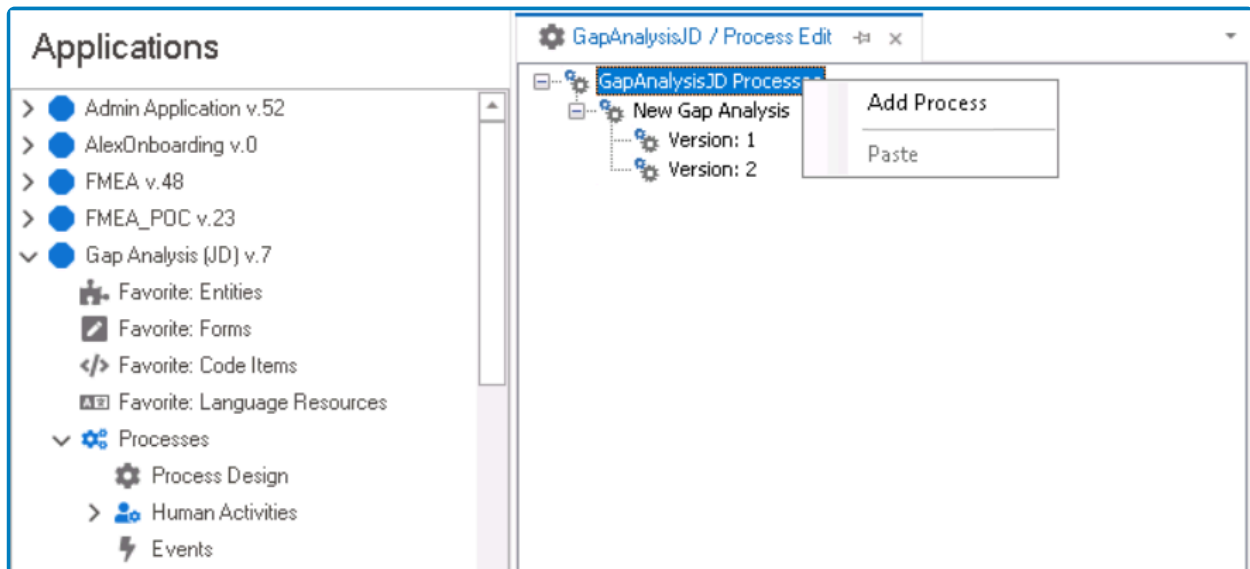 Applications
Admin Application v.52
AlexOnboarding v.0
FMEA v.48
FMEA_POC v.23
Gap Analysis (JD) v.7
Favorite: Entities
Favorite: Forms
Favorite: Code Items
Favorite: Language Resources
Processes
Process Design
Human Activities
Events
GapAnalysisJD / Process Edit
GapAnalysisJD Processes
New Gap Analysis
Version: 1
Version: 2
Add Process
Paste